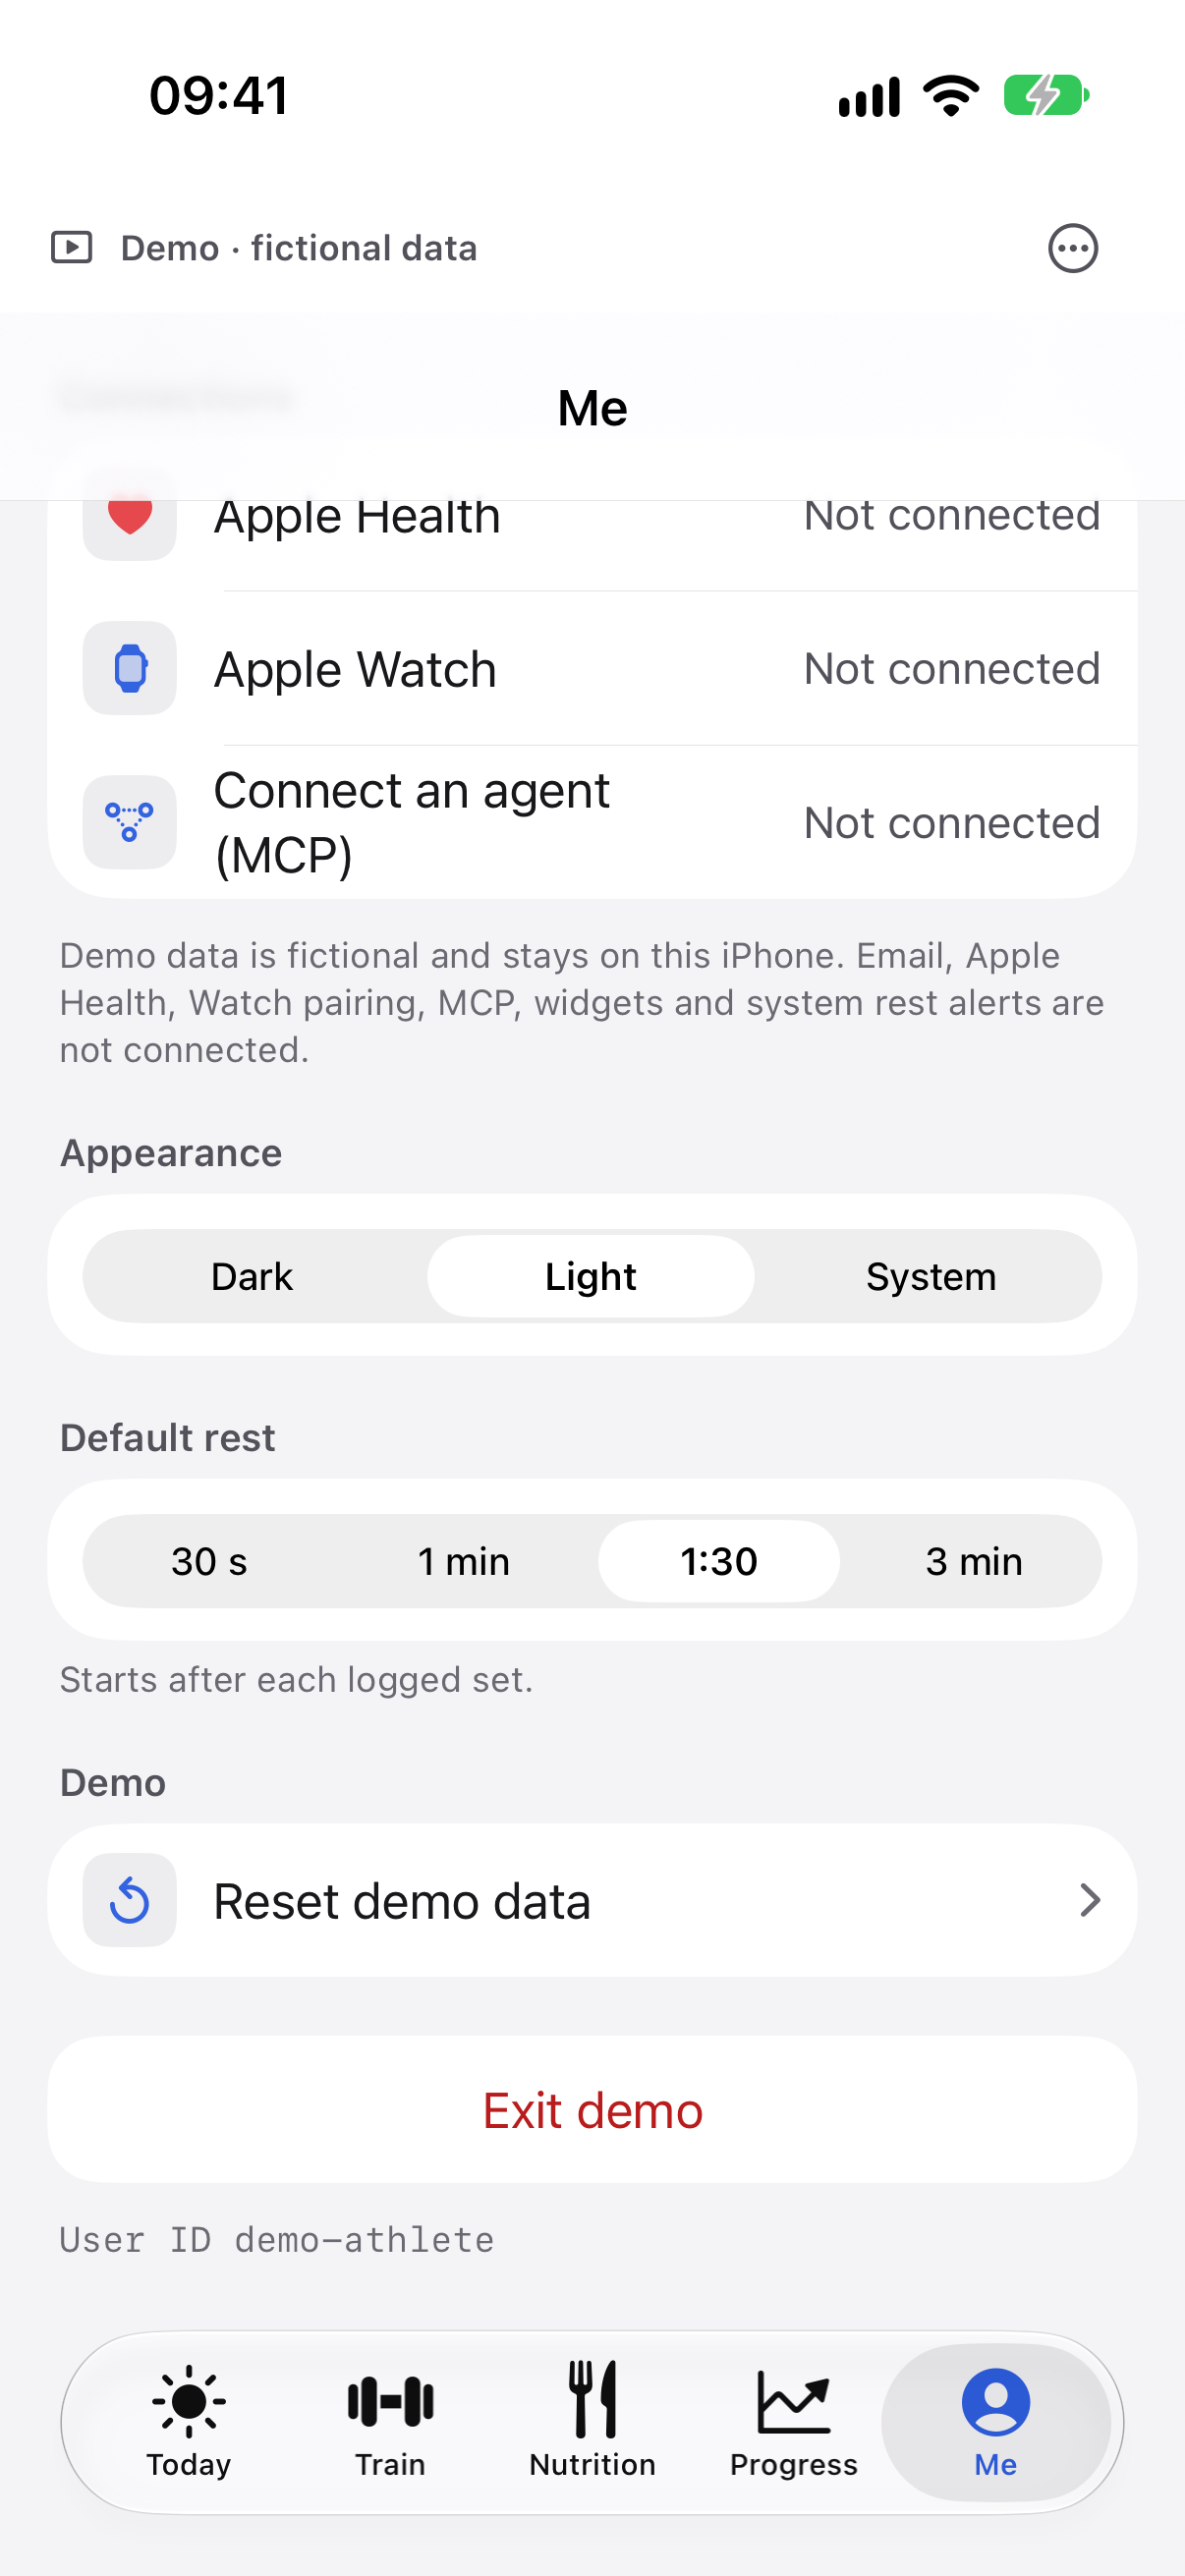 09:41
Demo · fictional data
Me
Apple Health
Not connected
Apple Watch
Not connected
Connect an agent
(MCP)
Not connected
Demo data is fictional and stays on this iPhone. Email, Apple
Health, Watch pairing, MCP, widgets and system rest alerts are
not connected.
Appearance
Dark Light System
Default rest
30 s 1 min 1:30 3 min
Starts after each logged set.
Demo
Reset demo data
Exit demo
User ID demo-athlete
Today Train Nutrition Progress Me